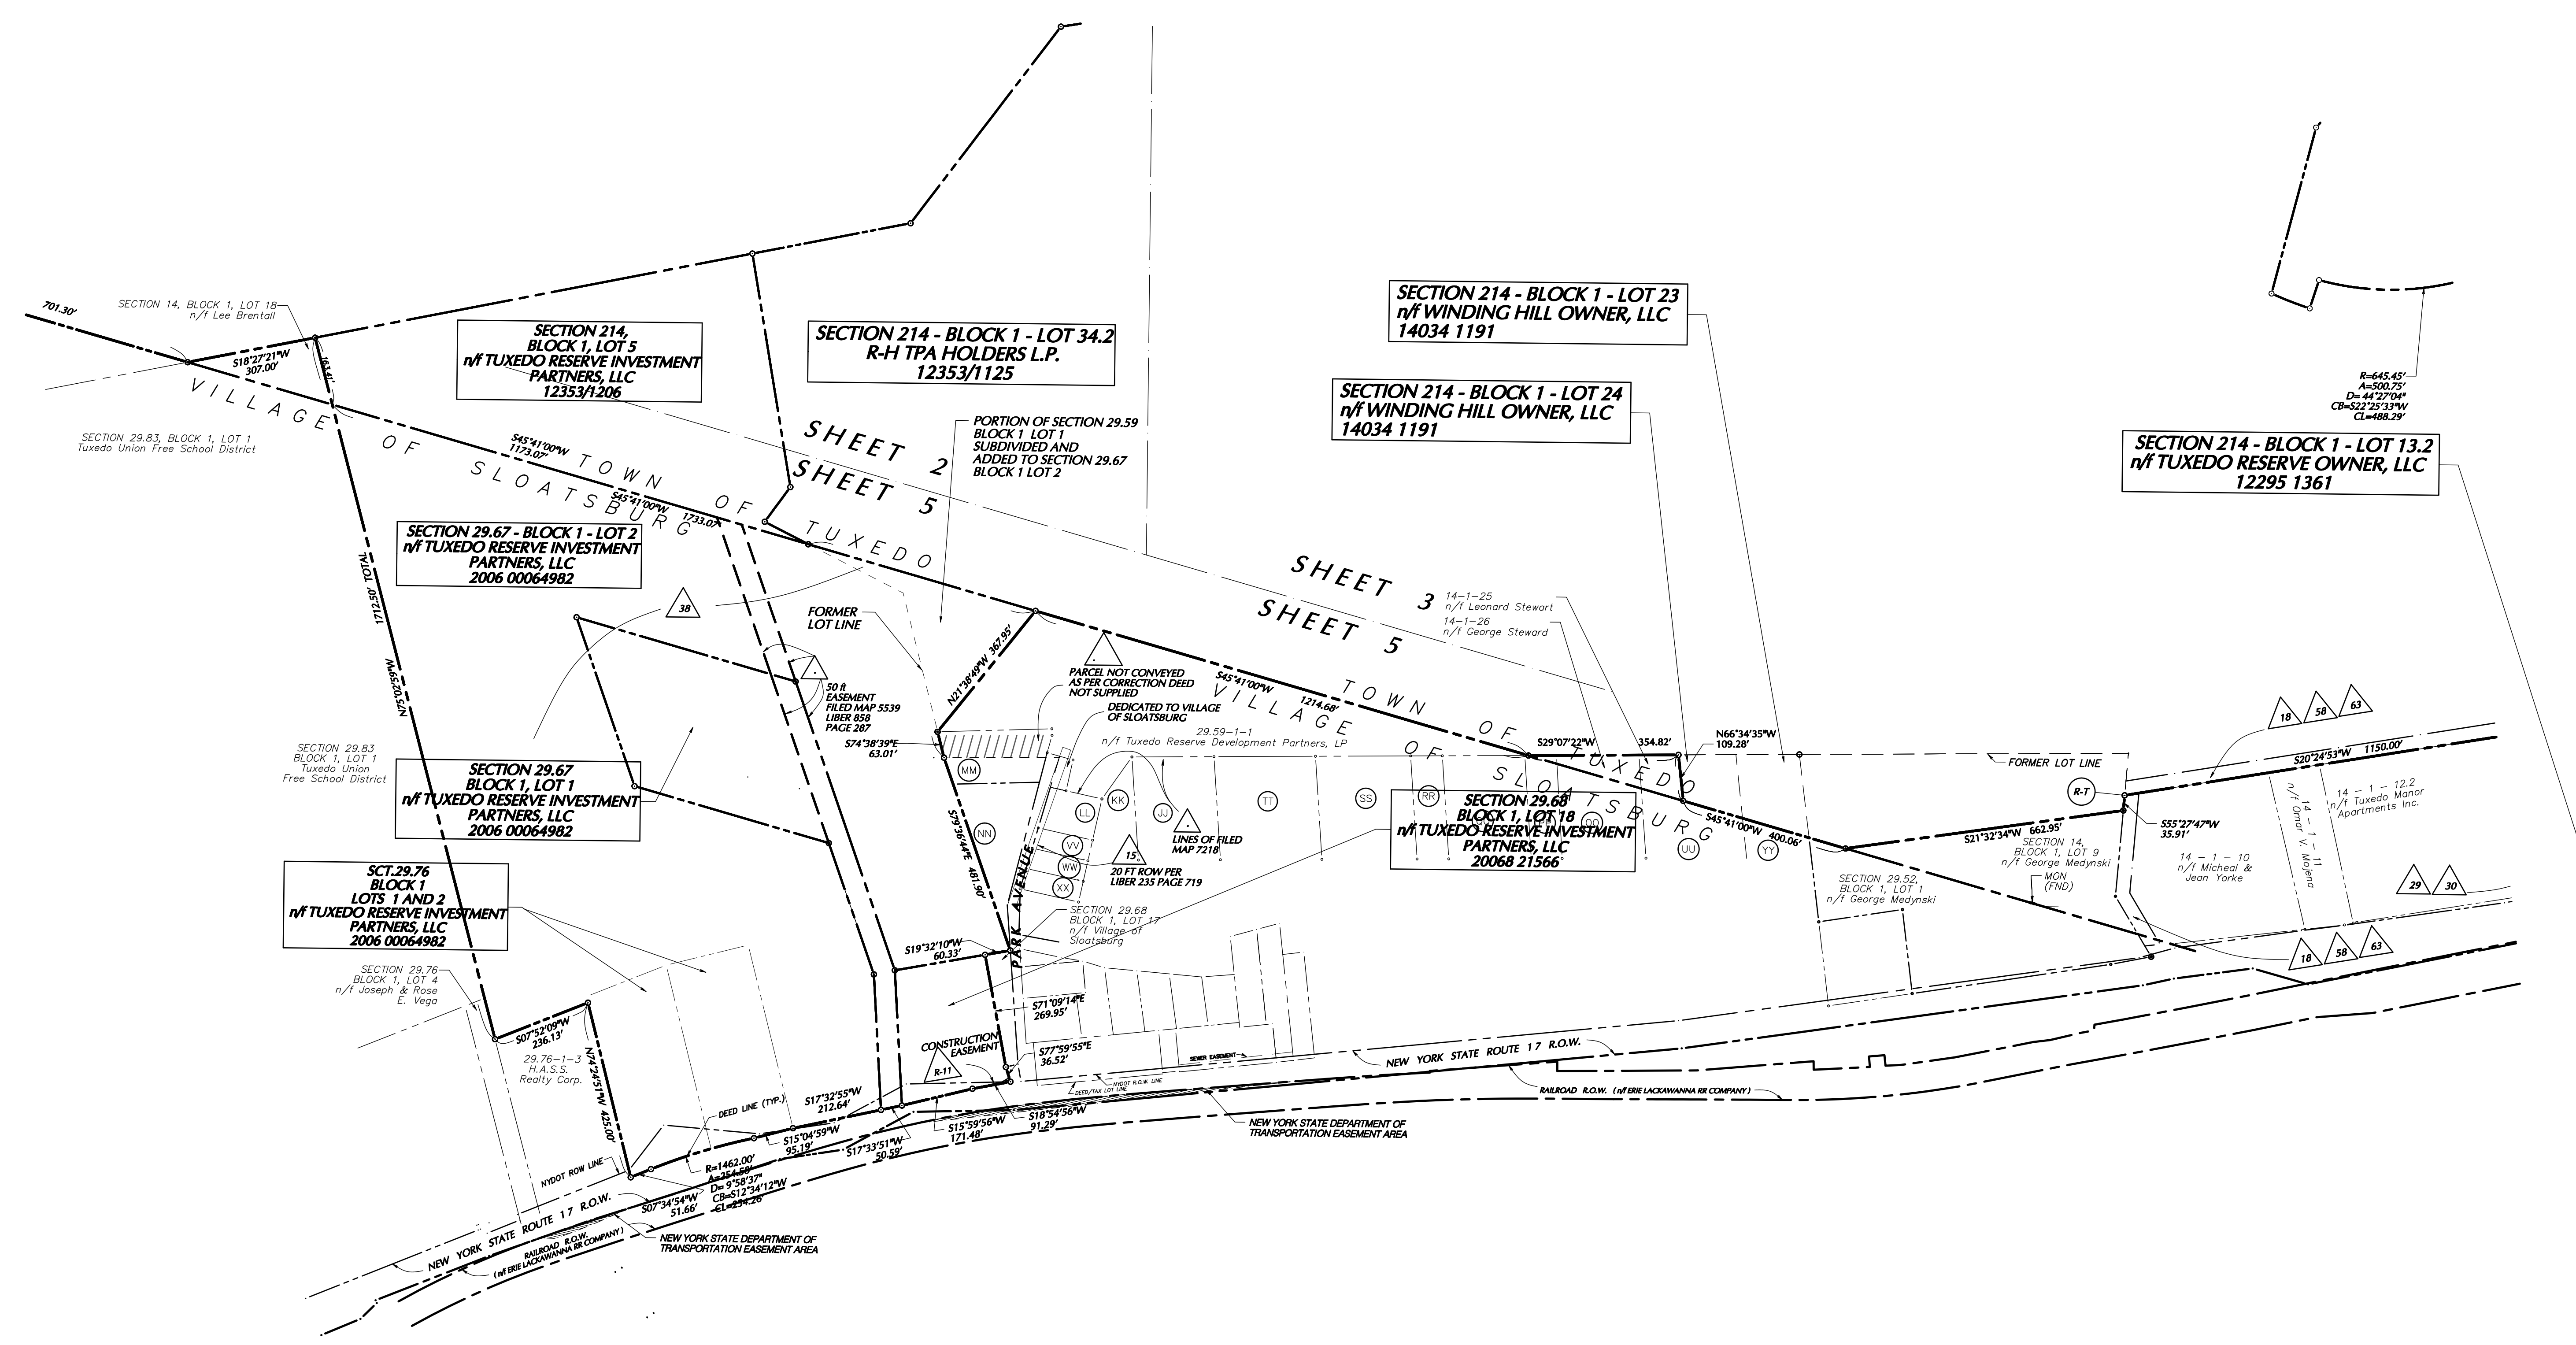 701.30'
SECTION 14, BLOCK 1, LOT 18
n/f Lee Brentall
S18°27'21"W
307.00'
163.41'
VILLAGE OF SLOATSBURG
SECTION 29.83, BLOCK 1, LOT 1
Tuxedo Union Free School District
SECTION 214,
BLOCK 1, LOT 5
n/f TUXEDO RESERVE INVESTMENT
PARTNERS, LLC
12353/1206
SECTION 214 - BLOCK 1 - LOT 34.2
R-H TPA HOLDERS L.P.
12353/1125
SECTION 214 - BLOCK 1 - LOT 23
n/f WINDING HILL OWNER, LLC
14034 1191
SECTION 214 - BLOCK 1 - LOT 24
n/f WINDING HILL OWNER, LLC
14034 1191
R=645.45'
A=500.75'
D= 44°27'04"
CB=S22°25'33"W
CL=488.29'
SECTION 214 - BLOCK 1 - LOT 13.2
n/f TUXEDO RESERVE OWNER, LLC
12295 1361
PORTION OF SECTION 29.59
BLOCK 1 LOT 1
SUBDIVIDED AND
ADDED TO SECTION 29.67
BLOCK 1 LOT 2
SHEET 2
SHEET 5
S45°41'00"W
1173.07'
TOWN OF TUXEDO
S45°41'00"W 1733.07'
SECTION 29.67 - BLOCK 1 - LOT 2
n/f TUXEDO RESERVE INVESTMENT
PARTNERS, LLC
2006 00064982
1712.50' TOTAL
N75°02'59"W
38
FORMER
LOT LINE
50 ft
EASEMENT
FILED MAP 5539
LIBER 858
PAGE 287
N21°38'49"W 367.95'
S74°38'39"E
63.01'
PARCEL NOT CONVEYED
AS PER CORRECTION DEED
NOT SUPPLIED
DEDICATED TO VILLAGE
OF SLOATSBURG
29.59-1-1
n/f Tuxedo Reserve Development Partners, LP
SHEET 3
SHEET 5
14-1-25
n/f Leonard Stewart
14-1-26
n/f George Steward
S45°41'00"W
1214.68'
TOWN OF TUXEDO
VILLAGE OF SLOATSBURG
S29°07'22"W 354.82'
N66°34'35"W
109.28'
FORMER LOT LINE
18
58
63
S20°24'53"W 1150.00'
R-T
S55°27'47"W
35.91'
14 - 1 - 12.2
n/f Tuxedo Manor
Apartments Inc.
14 - 1 - 11
n/f Omar V. Mojena
14 - 1 - 10
n/f Micheal &
Jean Yorke
S21°32'34"W 662.95'
SECTION 14,
BLOCK 1, LOT 9
n/f George Medynski
MON
(FND)
S45°41'00"W 400.06'
SECTION 29.52,
BLOCK 1, LOT 1
n/f George Medynski
29
30
18
58
63
SECTION 29.83
BLOCK 1, LOT 1
Tuxedo Union
Free School District
SECTION 29.67
BLOCK 1, LOT 1
n/f TUXEDO RESERVE INVESTMENT
PARTNERS, LLC
2006 00064982
MM
NN
LL
KK
JJ
TT
SS
RR
PP
OO
UU
YY
VV
WW
XX
SECTION 29.68
BLOCK 1, LOT 18
n/f TUXEDO RESERVE INVESTMENT
PARTNERS, LLC
20068 21566
LINES OF FILED
MAP 7218
15
20 FT ROW PER
LIBER 235 PAGE 719
PARK AVENUE
S79°36'44"E 481.90'
SCT.29.76
BLOCK 1
LOTS 1 AND 2
n/f TUXEDO RESERVE INVESTMENT
PARTNERS, LLC
2006 00064982
SECTION 29.76
BLOCK 1, LOT 4
n/f Joseph & Rose
E. Vega
SECTION 29.68
BLOCK 1, LOT 17
n/f Village of
Sloatsburg
S19°32'10"W
60.33'
S71°09'14"E
269.95'
S07°52'09"W
236.13'
29.76-1-3
H.A.S.S.
Realty Corp.
N74°24'51"W 425.00'
CONSTRUCTION
EASEMENT
R-11
S77°59'55"E
36.52'
SEWER EASEMENT
NYDOT R.O.W. LINE
DEED/TAX LOT LINE
NEW YORK STATE ROUTE 17 R.O.W.
RAILROAD R.O.W. (n/f ERIE LACKAWANNA RR COMPANY)
DEED LINE (TYP.)
S17°32'55"W
212.64'
S15°04'59"W
95.19'
S17°33'51"W
50.59'
S15°59'56"W
171.48'
S18°54'56"W
91.29'
NEW YORK STATE DEPARTMENT OF
TRANSPORTATION EASEMENT AREA
NYDOT ROW LINE
R=1462.00'
A=254.58'
D= 9°58'37"
CB=S12°34'12"W
CL=254.26'
S07°34'54"W
51.66'
NEW YORK STATE ROUTE 17 R.O.W.
RAILROAD R.O.W.
(n/f ERIE LACKAWANNA RR COMPANY)
NEW YORK STATE DEPARTMENT OF
TRANSPORTATION EASEMENT AREA